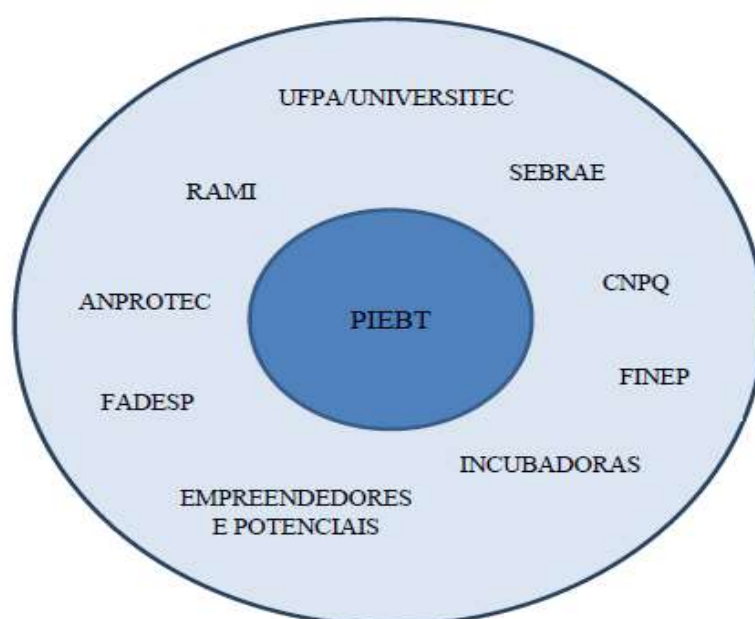 UFPA/UNIVERSITEC
SEBRAE
RAMI
CNPQ
ANPROTEC
PIEBT
FINEP
FADESP
INCUBADORAS
EMPREENDEDORES
E POTENCIAIS